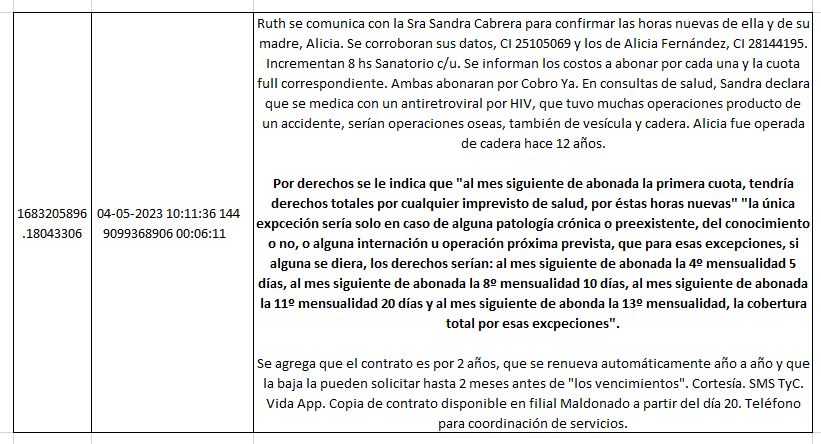 Ruth se comunica con la Sra Sandra Cabrera para confirmar las horas nuevas de ella y de su
madre, Alicia. Se corroboran sus datos, CI 25105069 y los de Alicia Fernández, CI 28144195.
Incrementan 8 hs Sanatorio c/u. Se informan los costos a abonar por cada una y la cuota
full correspondiente. Ambas abonaran por Cobro Ya. En consultas de salud, Sandra declara
que se medica con un antiretroviral por HIV, que tuvo muchas operaciones producto de
un accidente, serían operaciones oseas, también de vesícula y cadera. Alicia fue operada
de cadera hace 12 años.
1683205896
.18043306
04-05-2023 10:11:36 144
9099368906 00:06:11
Por derechos se le indica que "al mes siguiente de abonada la primera cuota, tendría
derechos totales por cualquier imprevisto de salud, por éstas horas nuevas" "la única
expceción sería solo en caso de alguna patología crónica o preexistente, del conocimiento
o no, o alguna internación u operación próxima prevista, que para esas excepciones, si
alguna se diera, los derechos serían: al mes siguiente de abonada la 4º mensualidad 5
días, al mes siguiente de abonada la 8º mensualidad 10 días, al mes siguiente de abonada
la 11º mensualidad 20 días y al mes siguiente de abonda la 13º mensualidad, la cobertura
total por esas excpeciones".
Se agrega que el contrato es por 2 años, que se renueva automáticamente año a año y que
la baja la pueden solicitar hasta 2 meses antes de "los vencimientos". Cortesía. SMS TyC.
Vida App. Copia de contrato disponible en filial Maldonado a partir del día 20. Teléfono
para coordinación de servicios.